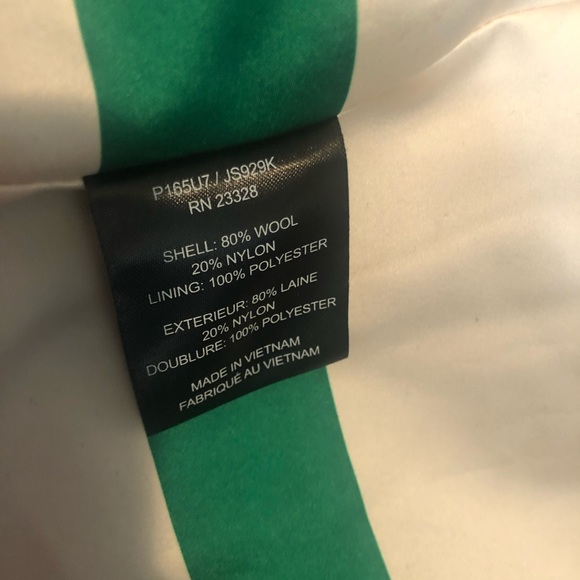 P165U7 / JS929K
RN 23328
SHELL: 80% WOOL
20% NYLON
LINING: 100% POLYESTER
EXTERIEUR: 80% LAINE
20% NYLON
DOUBLURE: 100% POLYESTER
MADE IN VIETNAM
FABRIQUÉ AU VIETNAM